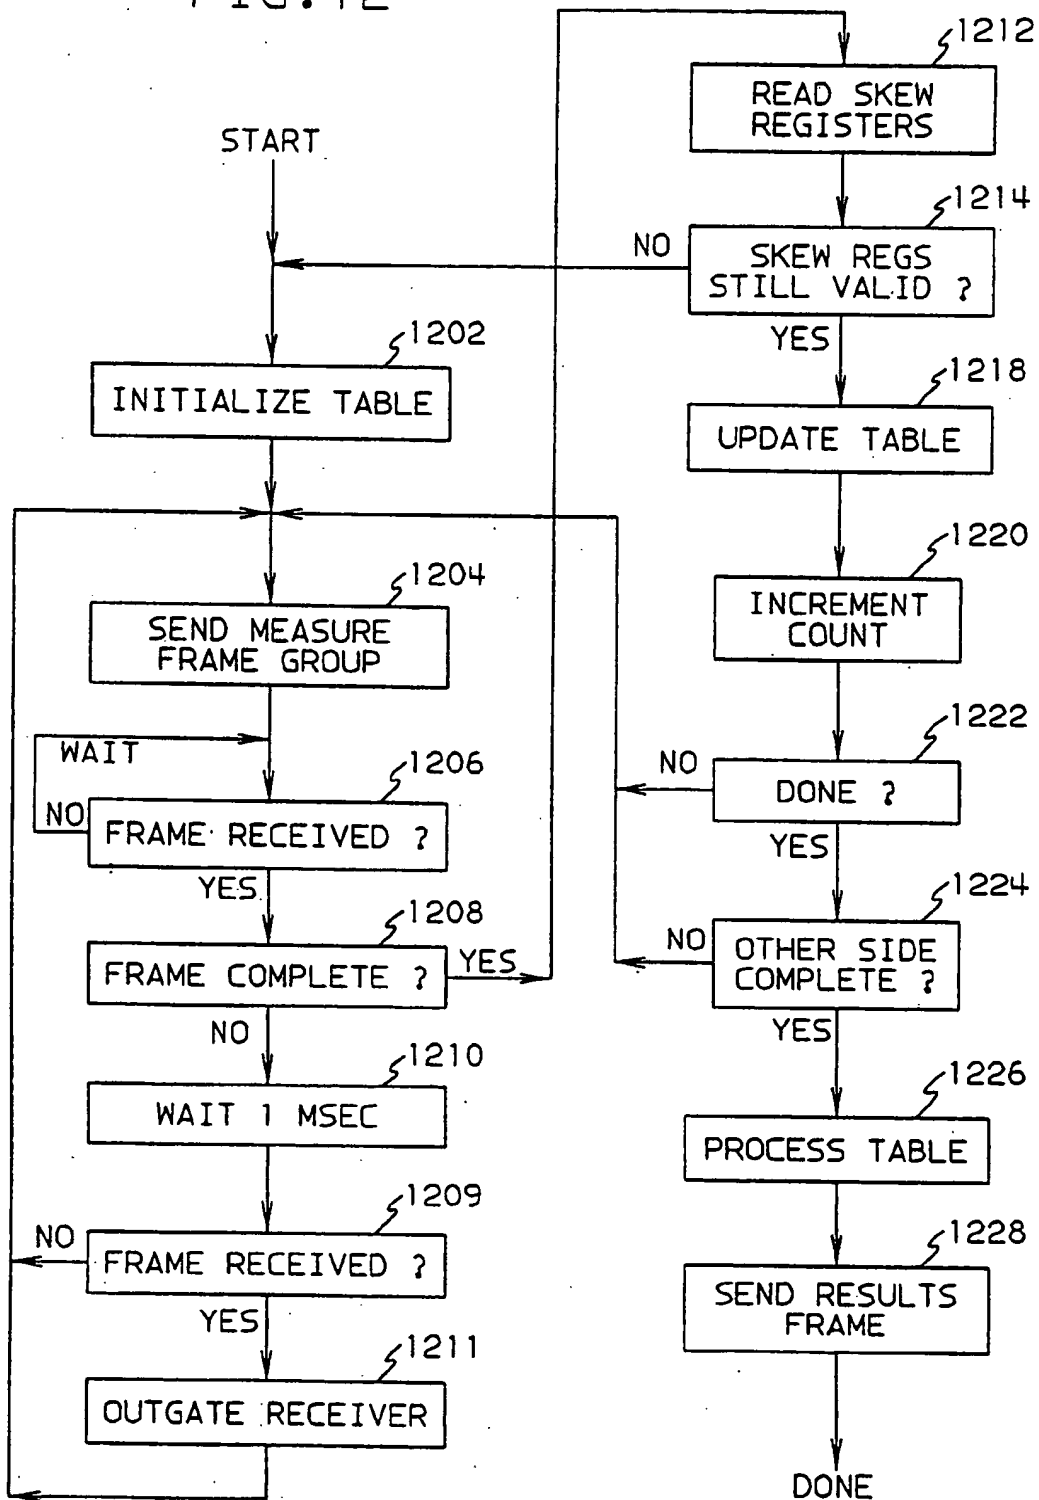 FIG.12
START
1202
INITIALIZE TABLE
1204
SEND MEASURE
FRAME GROUP
WAIT
1206
NO
FRAME RECEIVED ?
YES
1208
FRAME COMPLETE ?
YES
NO
1210
WAIT 1 MSEC
1209
NO
FRAME RECEIVED ?
YES
1211
OUTGATE RECEIVER
1212
READ SKEW
REGISTERS
1214
NO
SKEW REGS
STILL VALID ?
YES
1218
UPDATE TABLE
1220
INCREMENT
COUNT
1222
NO
DONE ?
YES
1224
NO
OTHER SIDE
COMPLETE ?
YES
1226
PROCESS TABLE
1228
SEND RESULTS
FRAME
DONE